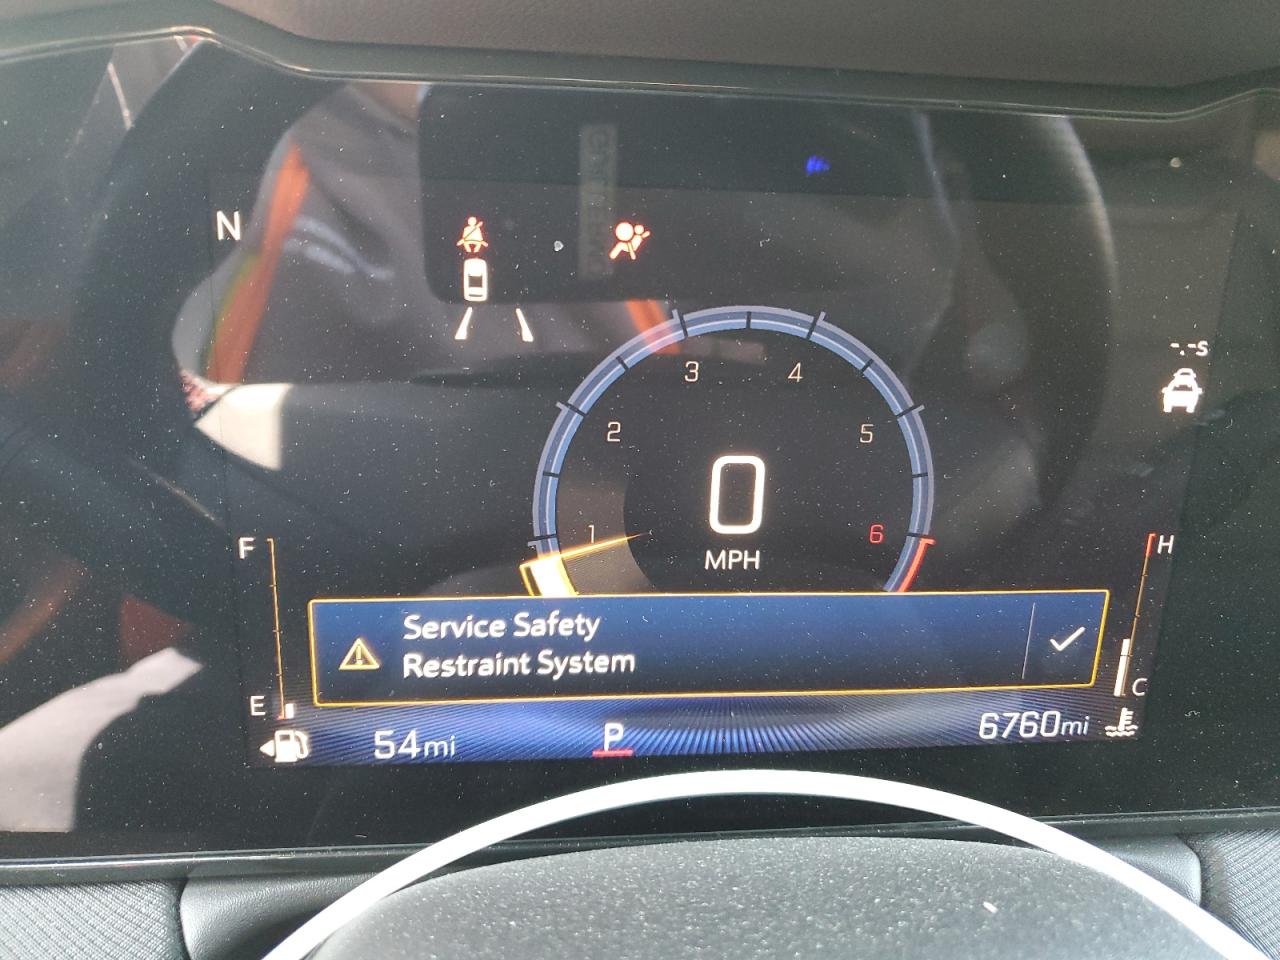 N
-.-s
3 4
2 5
1 6
0
MPH
F H
Service Safety
Restraint System
E C
54mi P 6760mi